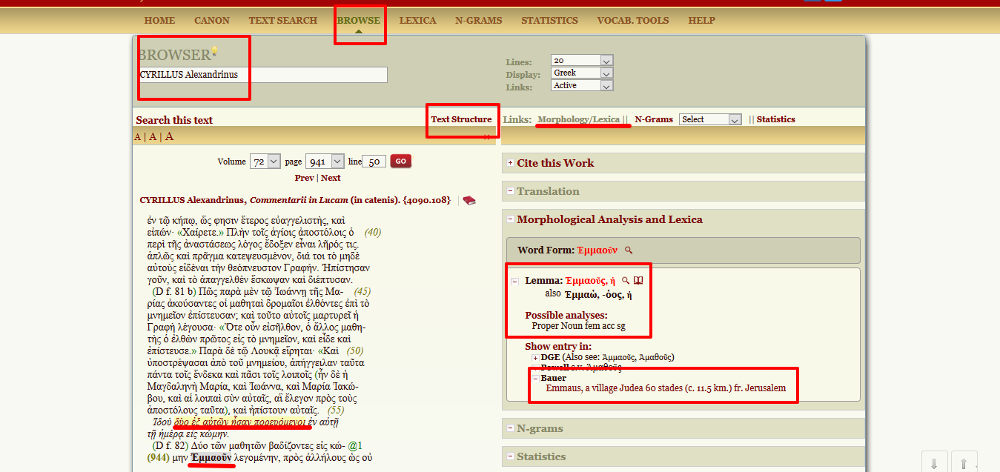 HOME CANON TEXT SEARCH BROWSE LEXICA N-GRAMS STATISTICS VOCAB. TOOLS HELP
BROWSER
CYRILLUS Alexandrinus
Lines: 20
Display: Greek
Links: Active
Search this text
Text Structure
Links: Morphology/Lexica || N-Grams Select || Statistics
A | A | A
Volume 72 page 941 line 50 GO
Prev | Next
CYRILLUS Alexandrinus, Commentarii in Lucam (in catenis). {4090.108}
ἐν τῷ κήπῳ, ὥς φησιν ἕτερος εὐαγγελιστὴς, καὶ
εἰπών· «Χαίρετε.» Πλὴν τοῖς ἁγίοις ἀποστόλοις ὁ (40)
περὶ τῆς ἀναστάσεως λόγος ἔδοξεν εἶναι λῆρός τις.
ἁπλῶς καὶ πρᾶγμα κατεψευσμένον, διά τοι τὸ μηδὲ
αὐτοὺς εἰδέναι τὴν θεόπνευστον Γραφήν. Ἠπίστησαν
γοῦν, καὶ τὸ ἀπαγγελθὲν ἔσκωψαν καὶ διέπτυσαν.
(D f. 81 b) Πῶς παρὰ μὲν τῷ Ἰωάννῃ τῆς Μα- (45)
ρίας ἀκούσαντες οἱ μαθηταὶ δρομαῖοι ἐλθόντες ἐπὶ τὸ
μνημεῖον ἐπίστευσαν; καὶ τοῦτο αὐτοῖς μαρτυρεῖ ἡ
Γραφὴ λέγουσα· «Ὅτε οὖν εἰσῆλθον, ὁ ἄλλος μαθη-
τὴς ὁ ἐλθὼν πρῶτος εἰς τὸ μνημεῖον, καὶ εἶδε καὶ
ἐπίστευσε.» Παρὰ δὲ τῷ Λουκᾷ εἴρηται· «Καὶ (50)
ὑποστρέψασαι ἀπὸ τοῦ μνημείου, ἀπήγγειλαν ταῦτα
πάντα τοῖς ἕνδεκα καὶ πᾶσι τοῖς λοιποῖς (ἦν δὲ ἡ
Μαγδαληνὴ Μαρία, καὶ Ἰωάννα, καὶ Μαρία Ἰακώ-
βου, καὶ αἱ λοιπαὶ σὺν αὐταῖς, αἳ ἔλεγον πρὸς τοὺς
ἀποστόλους ταῦτα), καὶ ἠπίστουν αὐταῖς. (55)
Ἰδοὺ δύο ἐξ αὐτῶν ἦσαν πορευόμενοι ἐν αὐτῇ
τῇ ἡμέρᾳ εἰς κώμην.
(D f. 82) Δύο τῶν μαθητῶν βαδίζοντες εἰς κώ- @1
(944) μην Ἐμμαοῦν λεγομένην, πρὸς ἀλλήλους ὡς οὐ
Cite this Work
Translation
Morphological Analysis and Lexica
Word Form: Ἐμμαοῦν
Lemma: Ἐμμαοῦς, ἡ
also Ἐμμαώ, -όος, ἡ
Possible analyses:
Proper Noun fem acc sg
Show entry in:
DGE (Also see: Ἀμμαοῦς, Ἀμαθοῦς)
Powell s.v. Ἀμαθοῦς
Bauer
Emmaus, a village Judea 60 stades (c. 11.5 km.) fr. Jerusalem
N-grams
Statistics